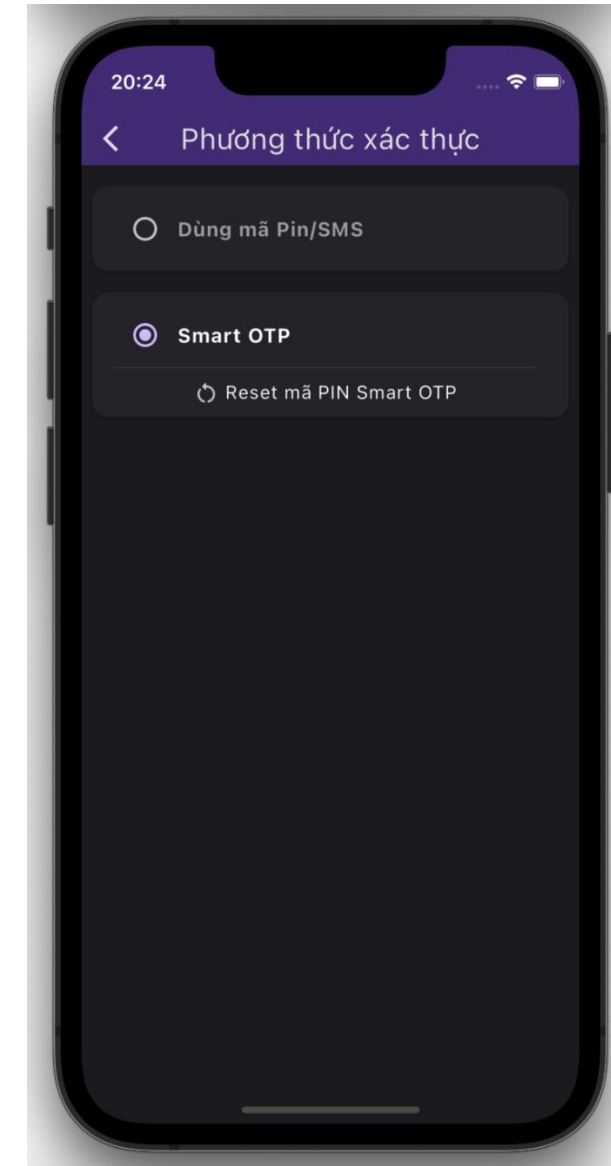 20:24
Phương thức xác thực
Dùng mã Pin/SMS
Smart OTP
Reset mã PIN Smart OTP